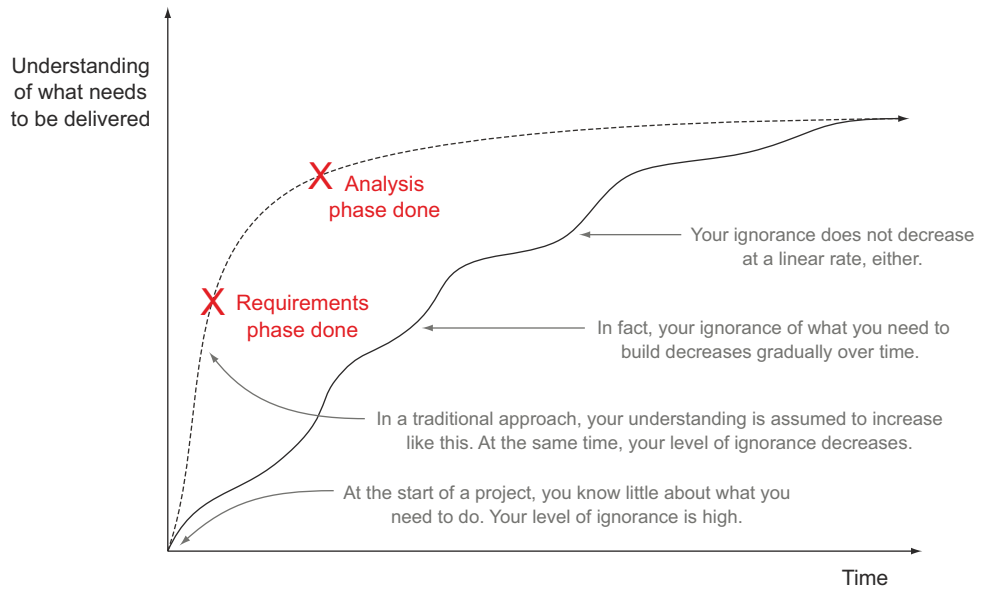 Understanding
of what needs
to be delivered
X
Analysis
phase done
Your ignorance does not decrease
at a linear rate, either.
X
Requirements
phase done
In fact, your ignorance of what you need to
build decreases gradually over time.
In a traditional approach, your understanding is assumed to increase
like this. At the same time, your level of ignorance decreases.
At the start of a project, you know little about what you
need to do. Your level of ignorance is high.
Time